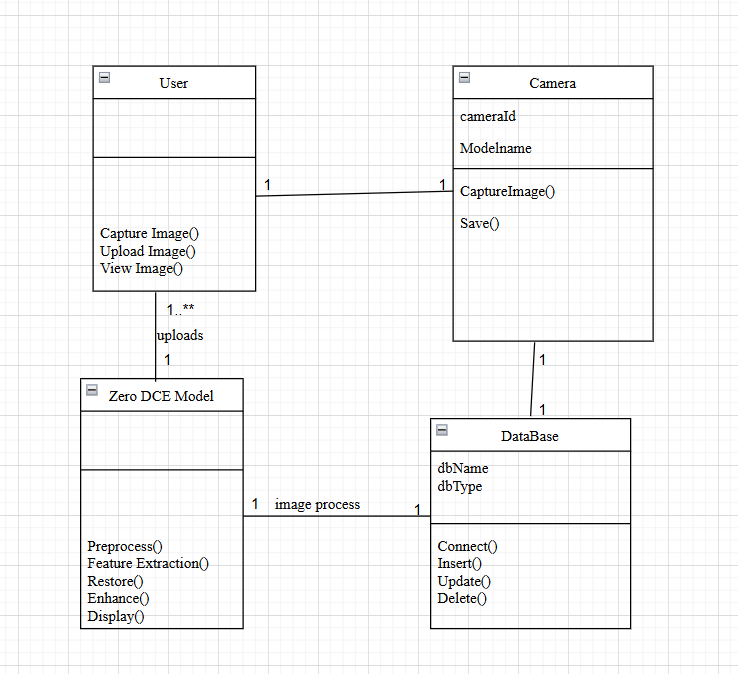 User
Capture Image()
Upload Image()
View Image()
1
1
Camera
cameraId
Modelname
CaptureImage()
Save()
1..**
uploads
1
1
1
Zero DCE Model
Preprocess()
Feature Extraction()
Restore()
Enhance()
Display()
1 image process 1
DataBase
dbName
dbType
Connect()
Insert()
Update()
Delete()